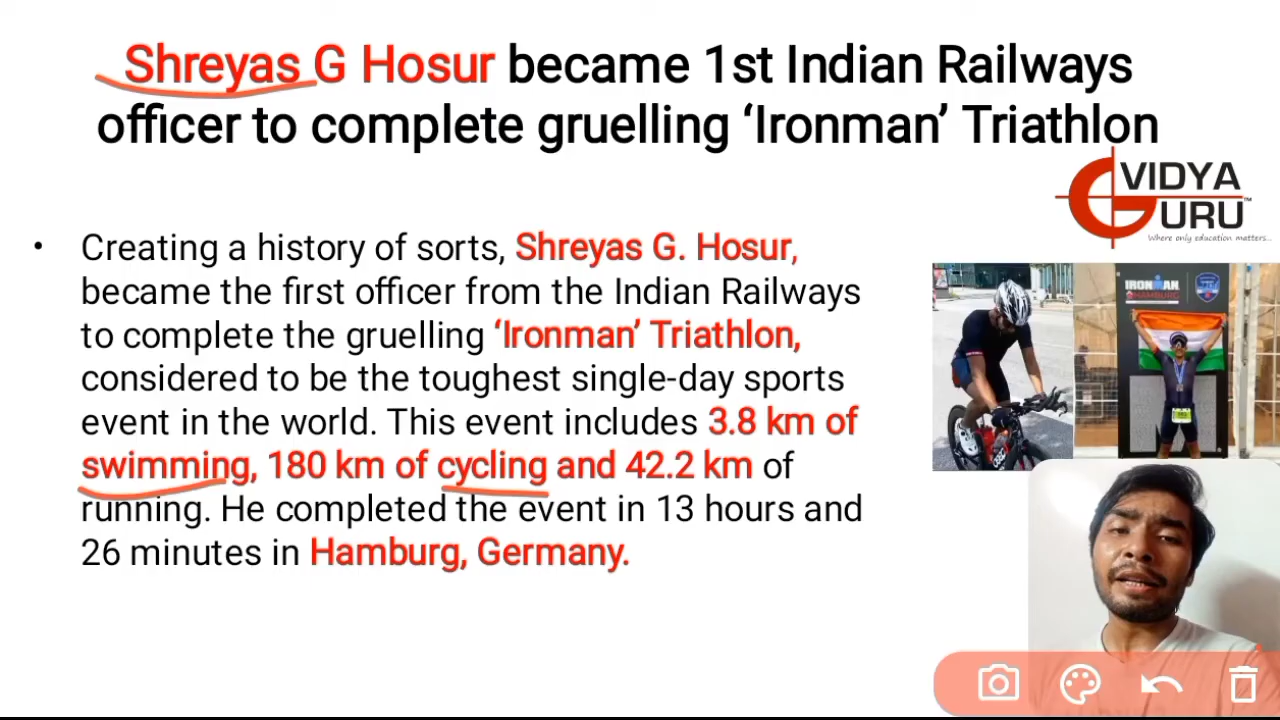 Shreyas G Hosur became 1st Indian Railways
officer to complete gruelling ‘Ironman’ Triathlon
VIDYA
GURU™
Where only education matters...
• Creating a history of sorts, Shreyas G. Hosur,
became the first officer from the Indian Railways
to complete the gruelling ‘Ironman’ Triathlon,
considered to be the toughest single-day sports
event in the world. This event includes 3.8 km of
swimming, 180 km of cycling and 42.2 km of
running. He completed the event in 13 hours and
26 minutes in Hamburg, Germany.
IRONMAN
HAMBURG